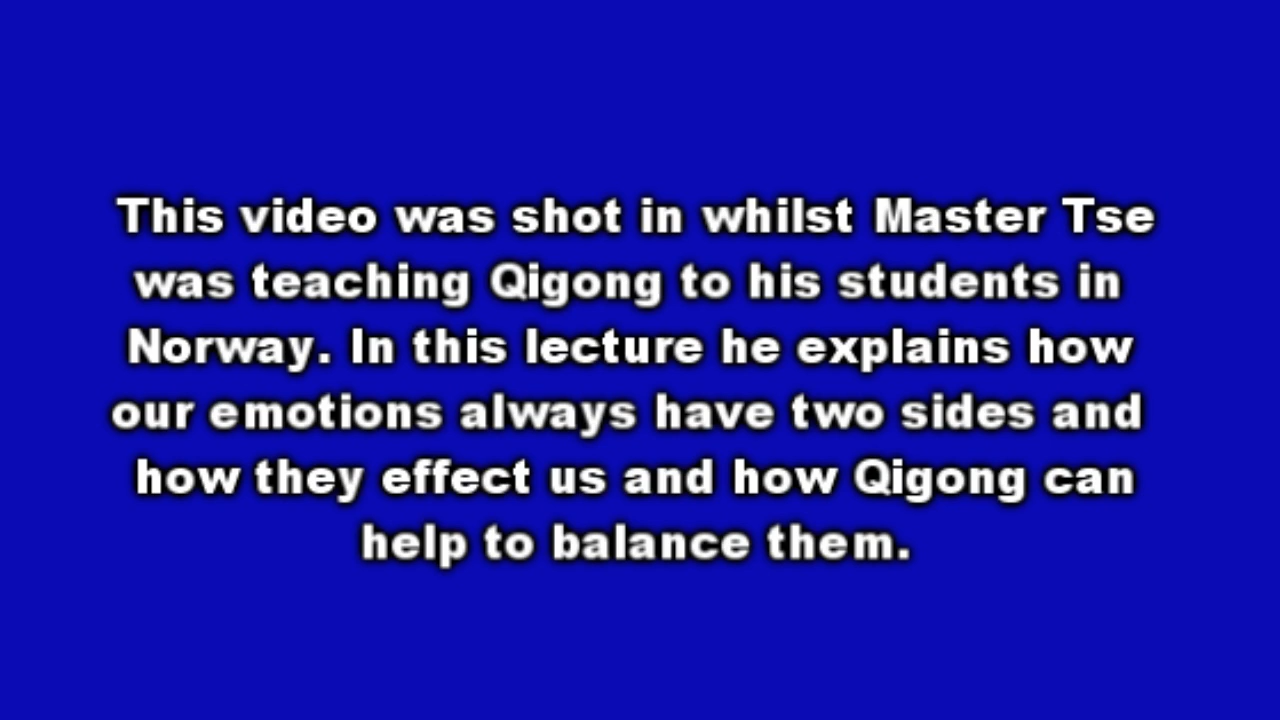 This video was shot in whilst Master Tse
was teaching Qigong to his students in
Norway. In this lecture he explains how
our emotions always have two sides and
how they effect us and how Qigong can
help to balance them.